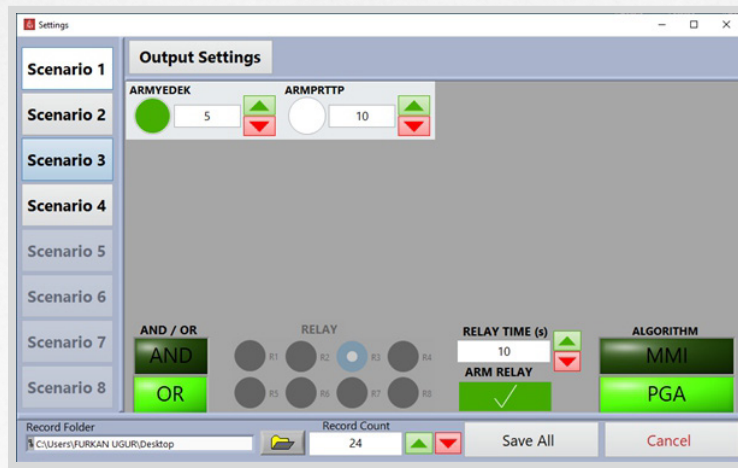 Settings
Scenario 1
Scenario 2
Scenario 3
Scenario 4
Scenario 5
Scenario 6
Scenario 7
Scenario 8
Output Settings
ARMYEDEK
5
ARMPRTTP
10
AND / OR
AND
OR
RELAY
R1 R2 R3 R4
R5 R6 R7 R8
RELAY TIME (s)
10
ARM RELAY
ALGORITHM
MMI
PGA
Record Folder
C:\Users\FURKAN UGUR\Desktop
Record Count
24
Save All
Cancel